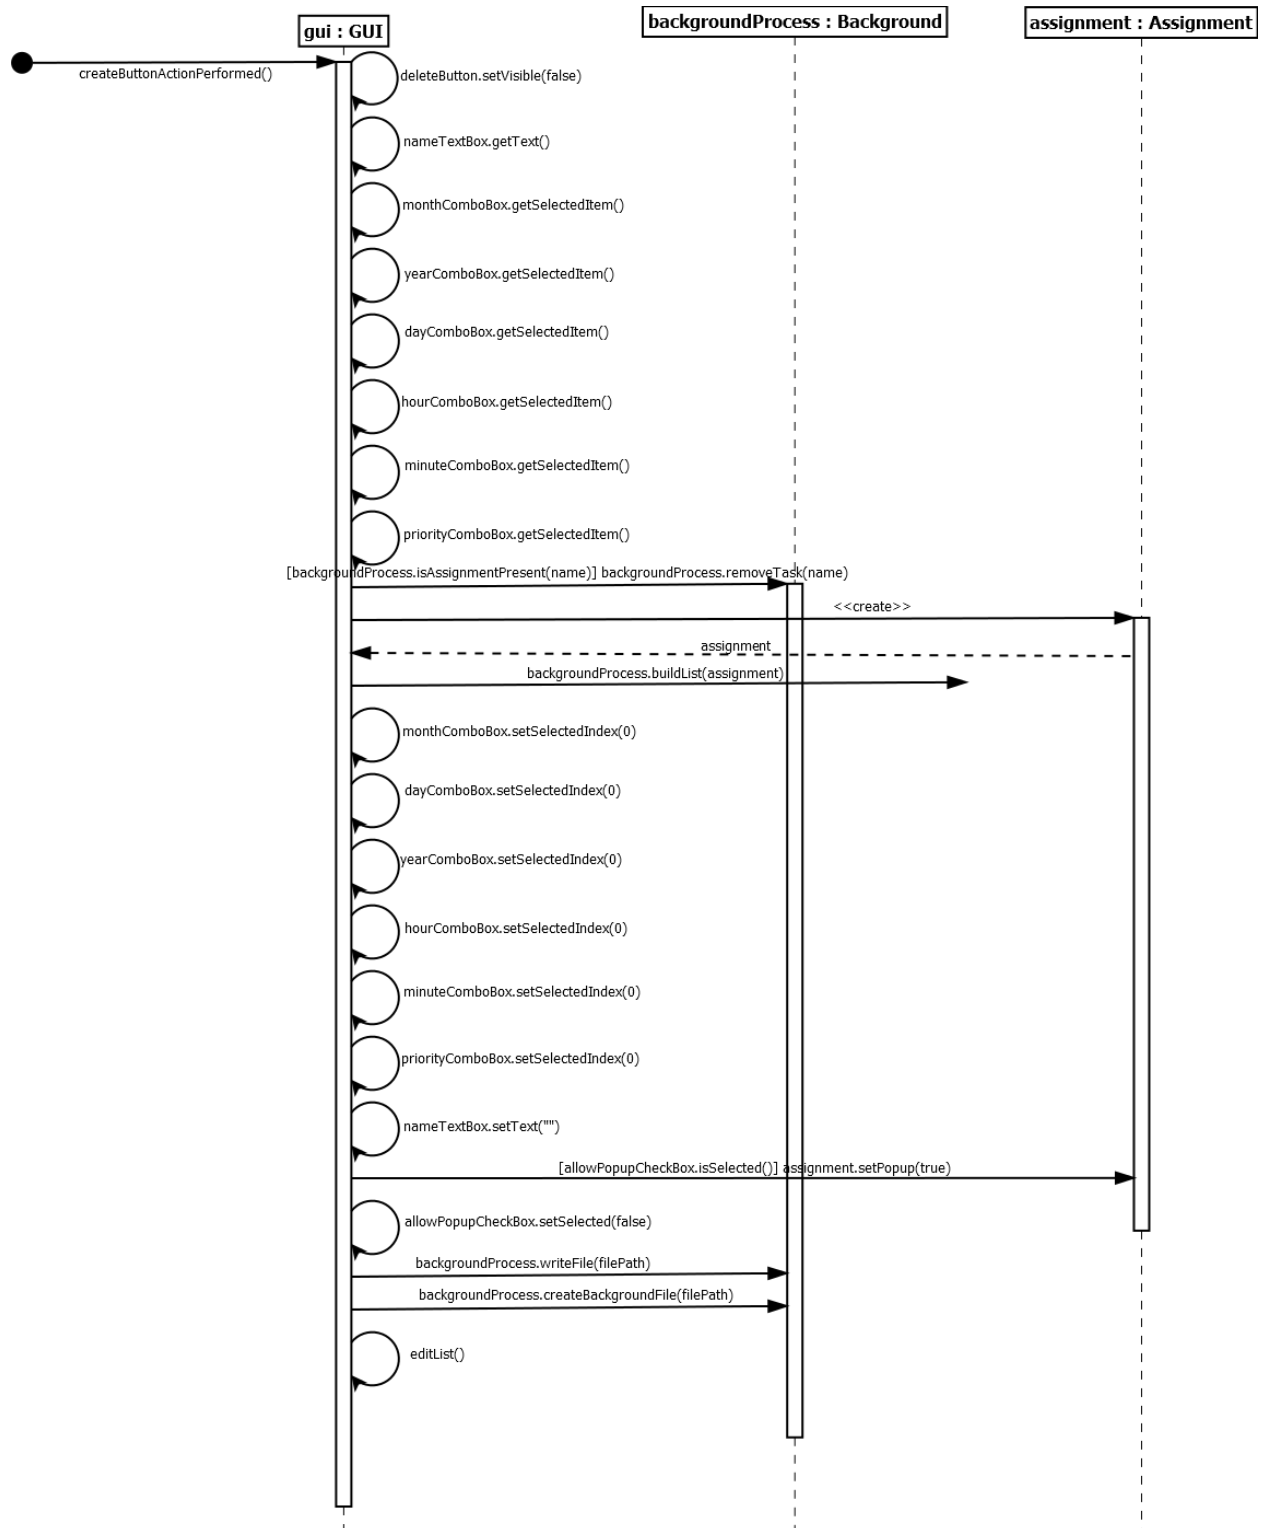 gui : GUI
backgroundProcess : Background
assignment : Assignment
createButtonActionPerformed()
deleteButton.setVisible(false)
nameTextBox.getText()
monthComboBox.getSelectedItem()
yearComboBox.getSelectedItem()
dayComboBox.getSelectedItem()
hourComboBox.getSelectedItem()
minuteComboBox.getSelectedItem()
priorityComboBox.getSelectedItem()
[backgroundProcess.isAssignmentPresent(name)] backgroundProcess.removeTask(name)
<<create>>
assignment
backgroundProcess.buildList(assignment)
monthComboBox.setSelectedIndex(0)
dayComboBox.setSelectedIndex(0)
yearComboBox.setSelectedIndex(0)
hourComboBox.setSelectedIndex(0)
minuteComboBox.setSelectedIndex(0)
priorityComboBox.setSelectedIndex(0)
nameTextBox.setText("")
[allowPopupCheckBox.isSelected()] assignment.setPopup(true)
allowPopupCheckBox.setSelected(false)
backgroundProcess.writeFile(filePath)
backgroundProcess.createBackgroundFile(filePath)
editList()